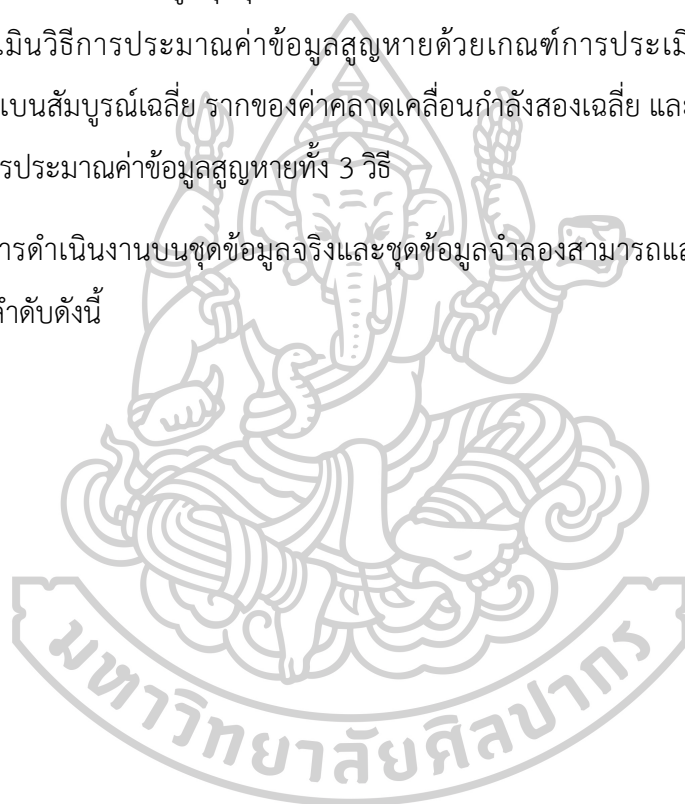 เมินวิธีการประมาณค่าข้อมูลสูญหายด้วยเกณฑ์การประเมิ
เบนสัมบูรณ์เฉลี่ย รากของค่าคลาดเคลื่อนกำลังสองเฉลี่ย และ
รประมาณค่าข้อมูลสูญหายทั้ง 3 วิธี
ารดำเนินงานบนชุดข้อมูลจริงและชุดข้อมูลจำลองสามารถแส
ลำดับดังนี้
มหาวิทยาลัยศิลปากร